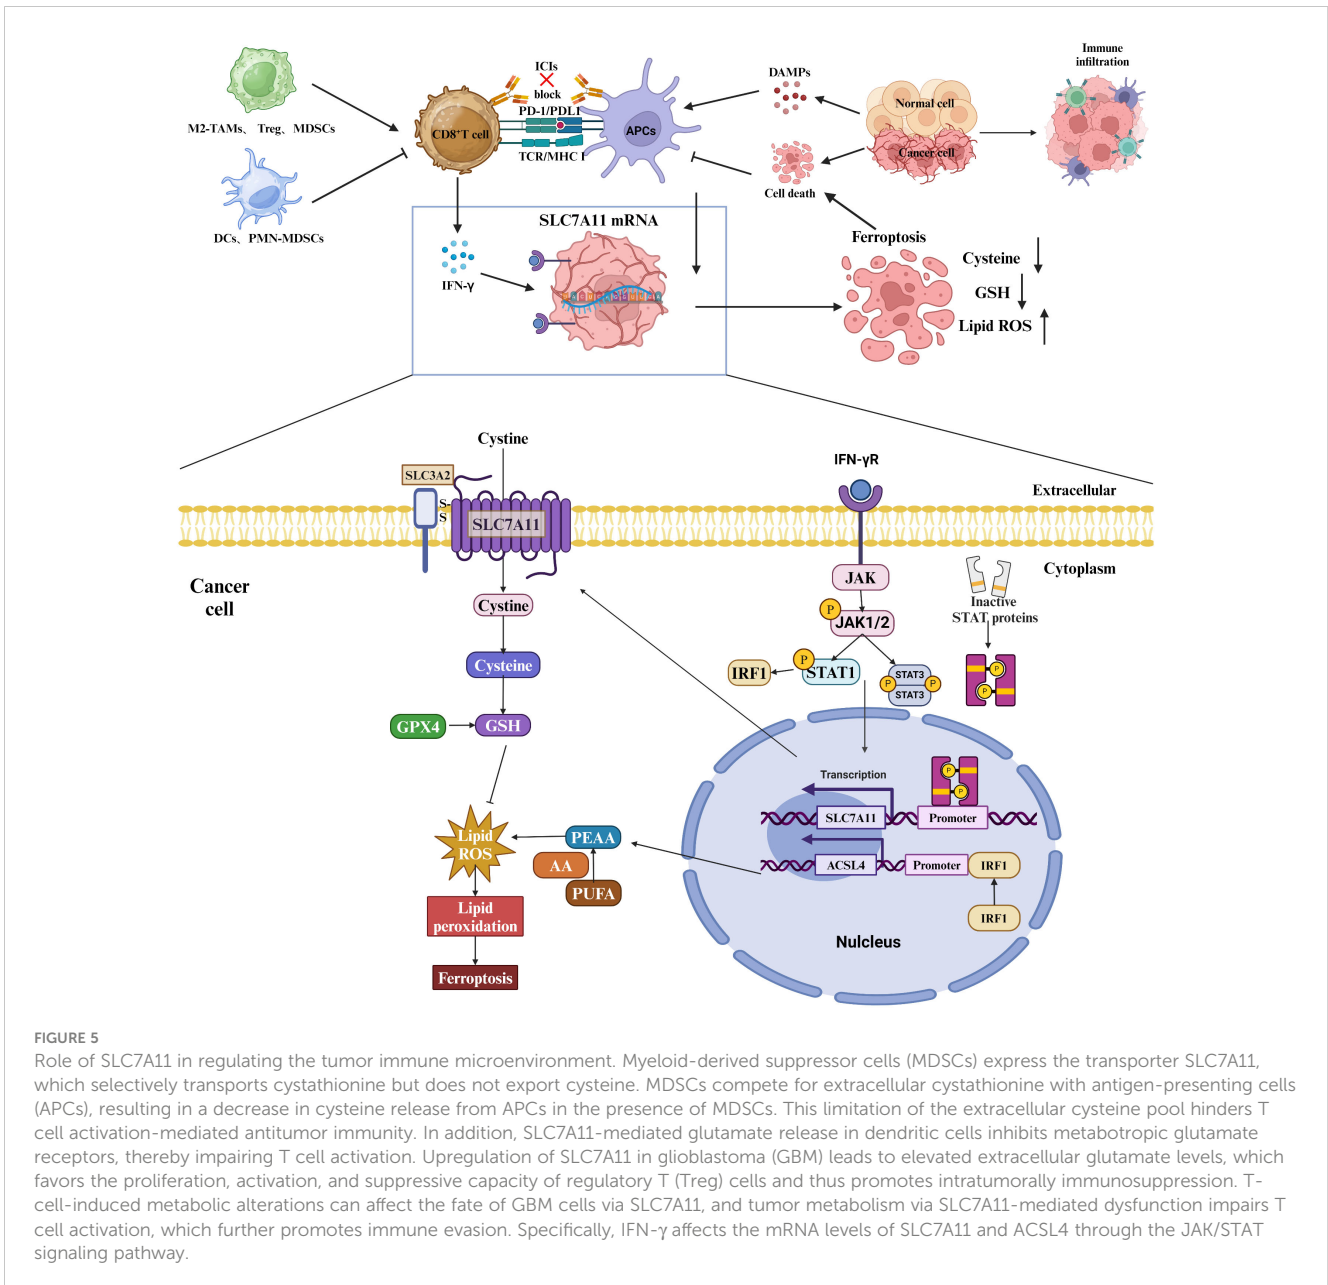 ICIs
block
PD-1/PDL1
TCR/MHC I
CD8⁺T cell
APCs
M2-TAMs、 Treg、MDSCs
DCs、PMN-MDSCs
DAMPs
Cell death
Normal cell
Cancer cell
Immune
infiltration
SLC7A11 mRNA
IFN-γ
Ferroptosis
Cysteine
GSH
Lipid ROS
Cystine
SLC3A2
S-
S
SLC7A11
IFN-γR
Extracellular
Cytoplasm
Cancer
cell
Cystine
Cysteine
GPX4
GSH
Lipid
ROS
PEAA
AA
PUFA
Lipid
peroxidation
Ferroptosis
JAK
P
JAK1/2
P
STAT1
IRF1
STAT3
P
P
STAT3
Inactive
STAT proteins
P
P
Transcription
P
P
SLC7A11
Promoter
ACSL4
Promoter
IRF1
IRF1
Nulcleus
FIGURE 5
Role of SLC7A11 in regulating the tumor immune microenvironment. Myeloid-derived suppressor cells (MDSCs) express the transporter SLC7A11,
which selectively transports cystathionine but does not export cysteine. MDSCs compete for extracellular cystathionine with antigen-presenting cells
(APCs), resulting in a decrease in cysteine release from APCs in the presence of MDSCs. This limitation of the extracellular cysteine pool hinders T
cell activation-mediated antitumor immunity. In addition, SLC7A11-mediated glutamate release in dendritic cells inhibits metabotropic glutamate
receptors, thereby impairing T cell activation. Upregulation of SLC7A11 in glioblastoma (GBM) leads to elevated extracellular glutamate levels, which
favors the proliferation, activation, and suppressive capacity of regulatory T (Treg) cells and thus promotes intratumorally immunosuppression. T-
cell-induced metabolic alterations can affect the fate of GBM cells via SLC7A11, and tumor metabolism via SLC7A11-mediated dysfunction impairs T
cell activation, which further promotes immune evasion. Specifically, IFN-γ affects the mRNA levels of SLC7A11 and ACSL4 through the JAK/STAT
signaling pathway.